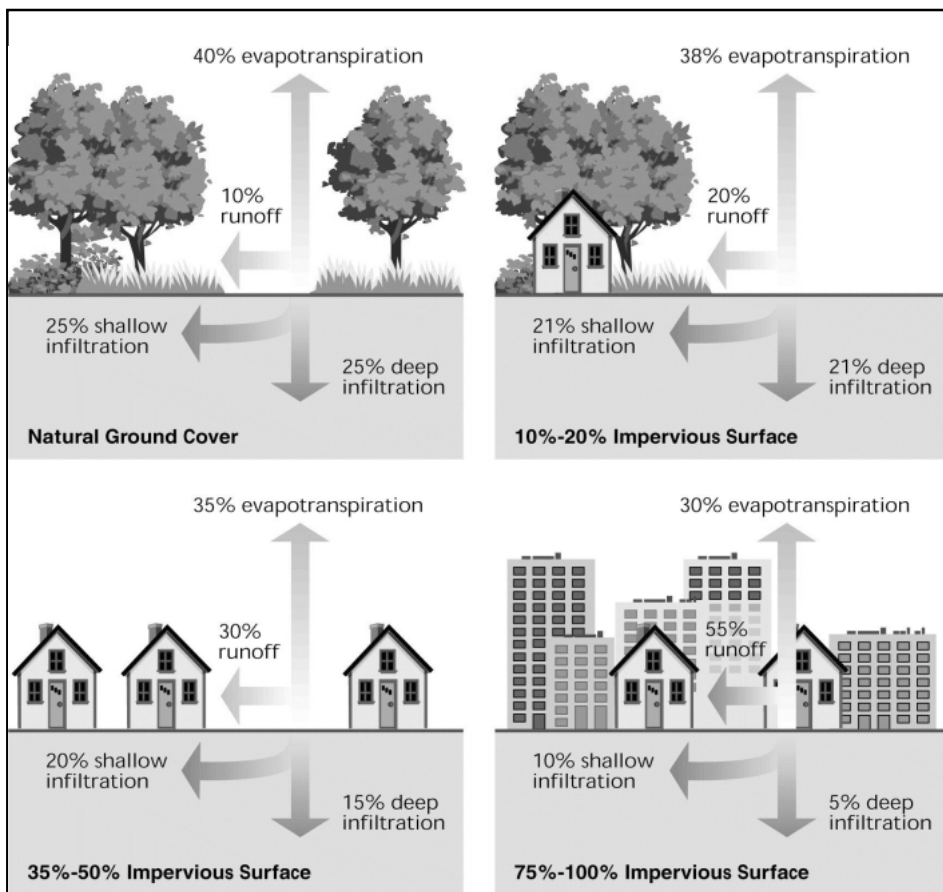 40% evapotranspiration
10%
runoff
25% shallow
infiltration
25% deep
infiltration
Natural Ground Cover
38% evapotranspiration
20%
runoff
21% shallow
infiltration
21% deep
infiltration
10%-20% Impervious Surface
35% evapotranspiration
30%
runoff
20% shallow
infiltration
15% deep
infiltration
35%-50% Impervious Surface
30% evapotranspiration
55%
runoff
10% shallow
infiltration
5% deep
infiltration
75%-100% Impervious Surface